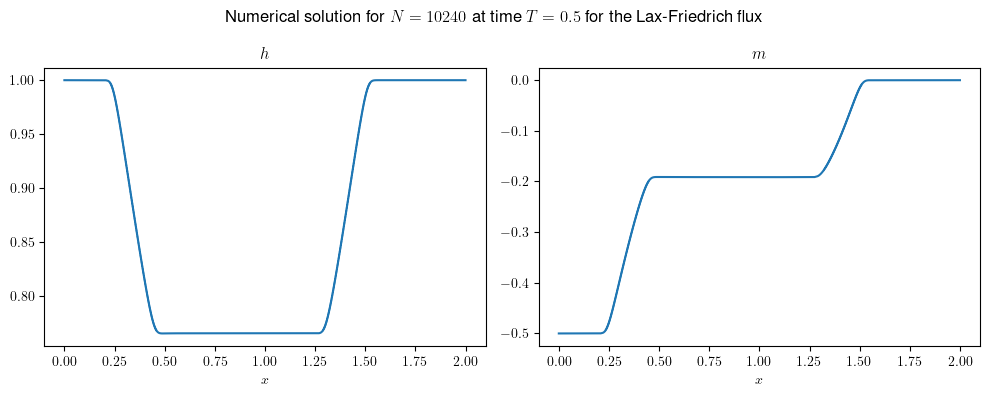 Numerical solution for N = 10240 at time T = 0.5 for the Lax-Friedrich flux
h
m
1.00
0.95
0.90
0.85
0.80
0.00 0.25 0.50 0.75 1.00 1.25 1.50 1.75 2.00
x
0.0
−0.1
−0.2
−0.3
−0.4
−0.5
0.00 0.25 0.50 0.75 1.00 1.25 1.50 1.75 2.00
x